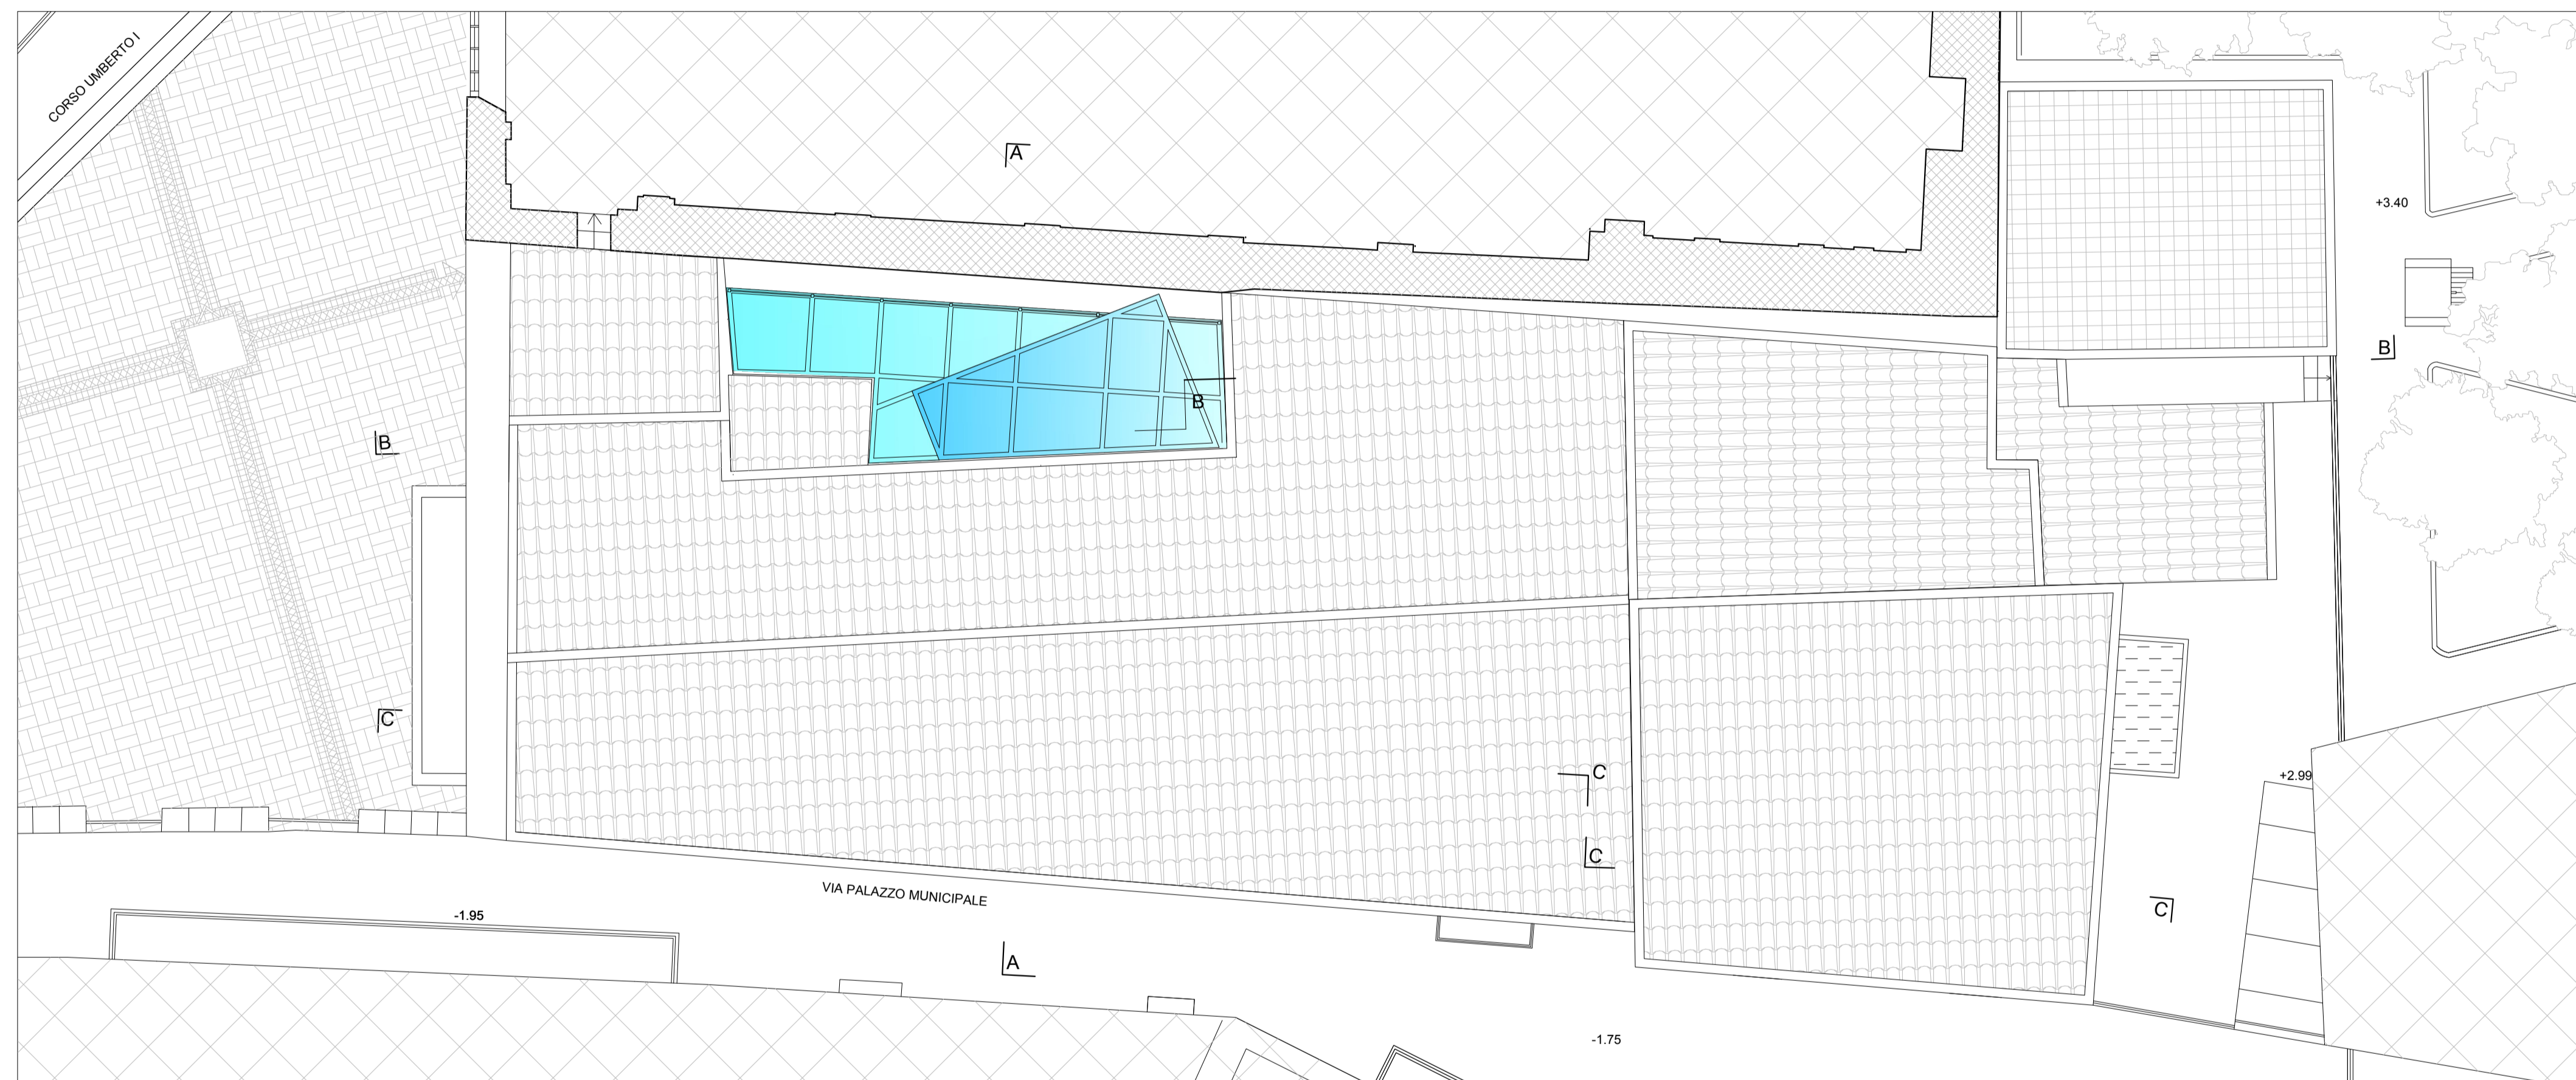 CORSO UMBERTO I
A
+3.40
B
B
B
C
C
+2.99
C
VIA PALAZZO MUNICIPALE
C
-1.95
A
-1.75